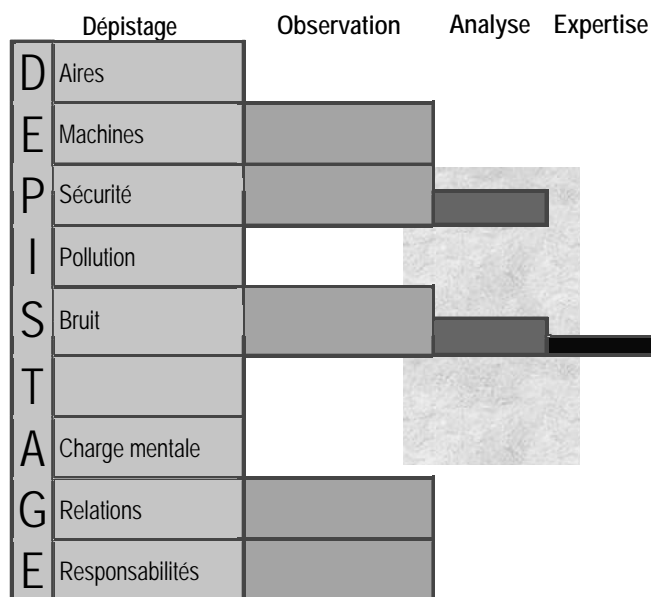 Dépistage Observation Analyse Expertise
D Aires
E Machines
P Sécurité
I Pollution
S Bruit
T
A Charge mentale
G Relations
E Responsabilités